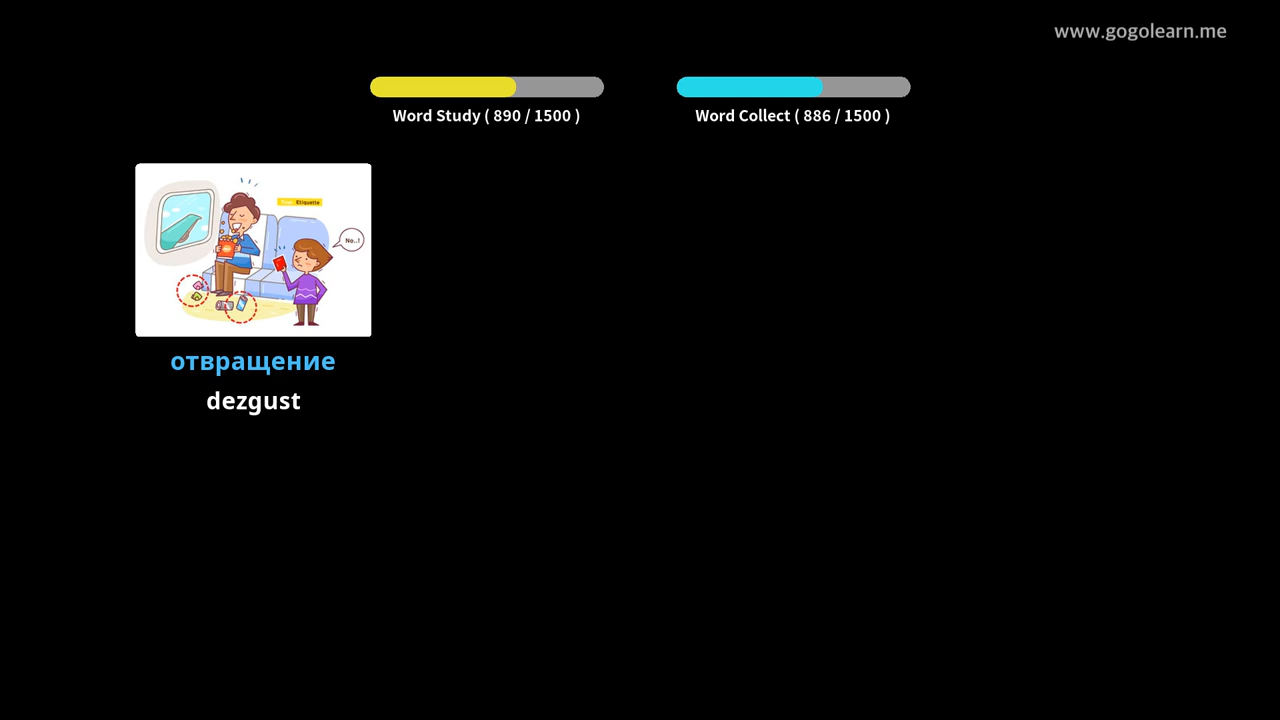 www.gogolearn.me
Word Study ( 890 / 1500 )
Word Collect ( 886 / 1500 )
Etiquette
No..!
отвращение
dezgust